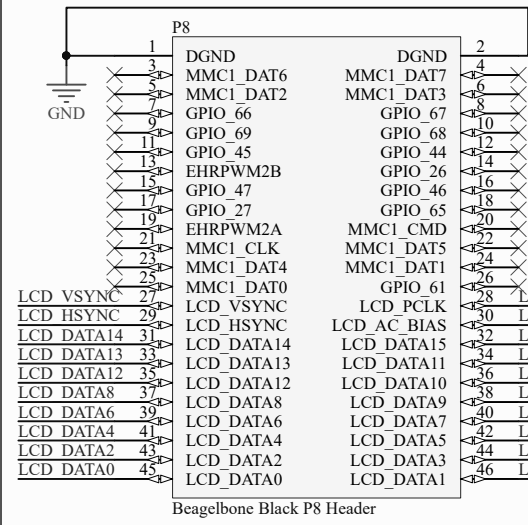 P8
1 DGND DGND 2
3 MMC1_DAT6 MMC1_DAT7 4
5 MMC1_DAT2 MMC1_DAT3 6
7 GPIO_66 GPIO_67 8
9 GPIO_69 GPIO_68 10
11 GPIO_45 GPIO_44 12
13 EHRPWM2B GPIO_26 14
15 GPIO_47 GPIO_46 16
17 GPIO_27 GPIO_65 18
19 EHRPWM2A MMC1_CMD 20
21 MMC1_CLK MMC1_DAT5 22
23 MMC1_DAT4 MMC1_DAT1 24
25 MMC1_DAT0 GPIO_61 26
LCD_VSYNC 27 LCD_VSYNC LCD_PCLK 28 L
LCD_HSYNC 29 LCD_HSYNC LCD_AC_BIAS 30 L
LCD_DATA14 31 LCD_DATA14 LCD_DATA15 32 L
LCD_DATA13 33 LCD_DATA13 LCD_DATA11 34 L
LCD_DATA12 35 LCD_DATA12 LCD_DATA10 36 L
LCD_DATA8 37 LCD_DATA8 LCD_DATA9 38 L
LCD_DATA6 39 LCD_DATA6 LCD_DATA7 40 L
LCD_DATA4 41 LCD_DATA4 LCD_DATA5 42 L
LCD_DATA2 43 LCD_DATA2 LCD_DATA3 44 L
LCD_DATA0 45 LCD_DATA0 LCD_DATA1 46 L
GND
Beagelbone Black P8 Header